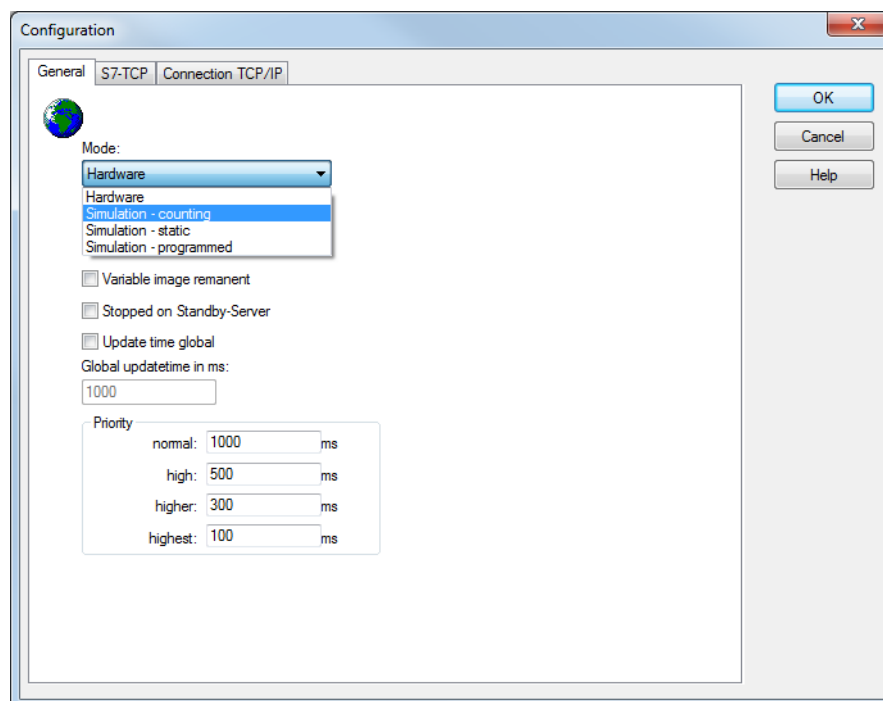 Configuration
General S7-TCP Connection TCP/IP
OK
Cancel
Help
Mode:
Hardware
Hardware
Simulation - counting
Simulation - static
Simulation - programmed
Variable image remanent
Stopped on Standby-Server
Update time global
Global updatetime in ms:
1000
Priority
normal: 1000 ms
high: 500 ms
higher: 300 ms
highest: 100 ms